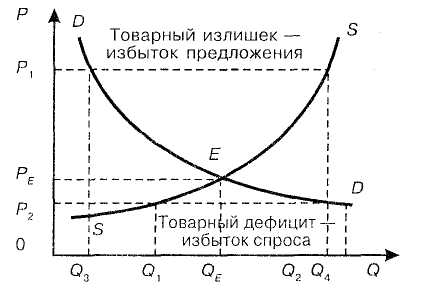 P
D
Товарный излишек —
избыток предложения
S
P1
E
PE
P2
D
Товарный дефицит —
избыток спроса
S
0
Q3 Q1 QE Q2 Q4 Q